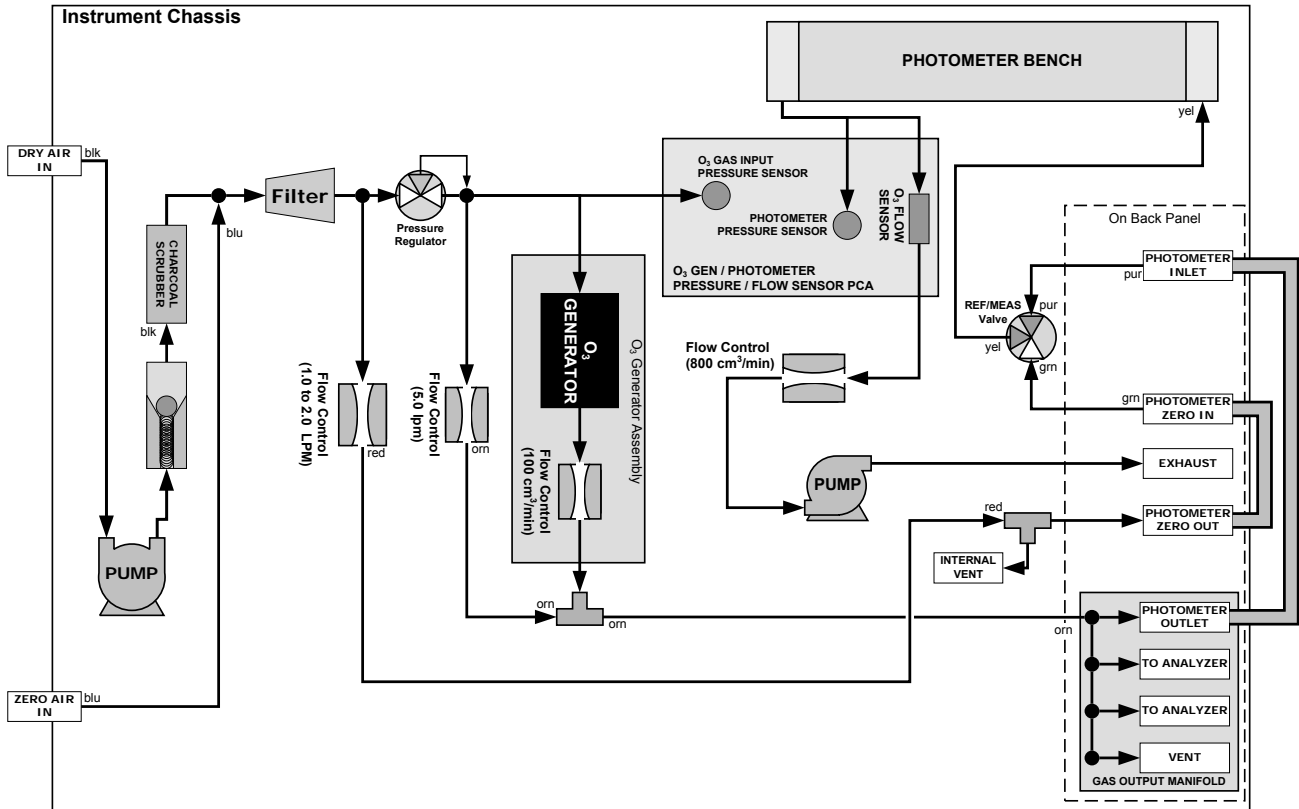 Instrument Chassis
PHOTOMETER BENCH
yel
DRY AIR
IN
blk
O₃ GAS INPUT
PRESSURE SENSOR
Filter
blu
Pressure
Regulator
PHOTOMETER
PRESSURE SENSOR
O₃ FLOW
SENSOR
On Back Panel
CHARCOAL
SCRUBBER
blk
O₃ GEN / PHOTOMETER
PRESSURE / FLOW SENSOR PCA
PHOTOMETER
INLET
pur
pur
REF/MEAS
Valve
yel
grn
O₃
GENERATOR
O₃ Generator Assembly
Flow Control
(800 cm³/min)
Flow Control
(1.0 to 2.0 LPM)
red
Flow Control
(5.0 lpm)
orn
Flow Control
(100 cm³/min)
grn
PHOTOMETER
ZERO IN
EXHAUST
PUMP
red
PHOTOMETER
ZERO OUT
INTERNAL
VENT
PUMP
orn
orn
orn
PHOTOMETER
OUTLET
TO ANALYZER
ZERO AIR
IN
blu
TO ANALYZER
VENT
GAS OUTPUT MANIFOLD